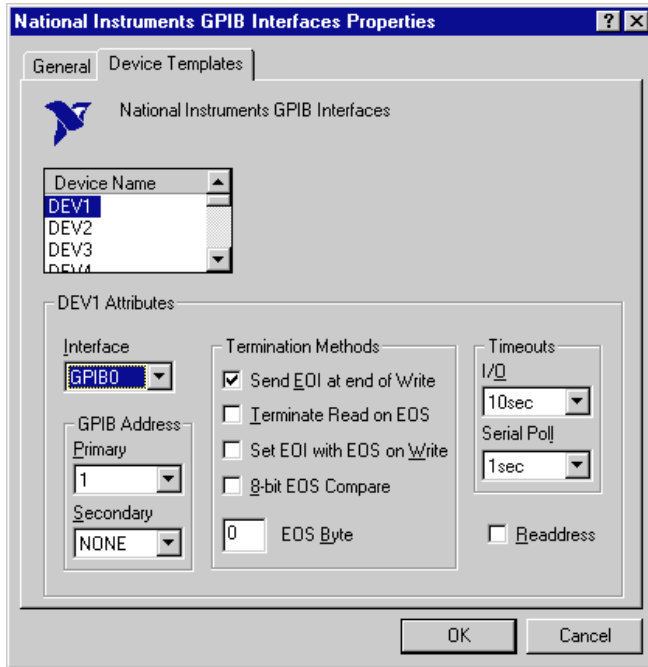 National Instruments GPIB Interfaces Properties
General
Device Templates
National Instruments GPIB Interfaces
Device Name
DEV1
DEV2
DEV3
DEV4
DEV1 Attributes
Interface
GPIB0
GPIB Address
Primary
1
Secondary
NONE
Termination Methods
Send EOI at end of Write
Terminate Read on EOS
Set EOI with EOS on Write
8-bit EOS Compare
0 EOS Byte
Timeouts
I/O
10sec
Serial Poll
1sec
Readdress
OK
Cancel